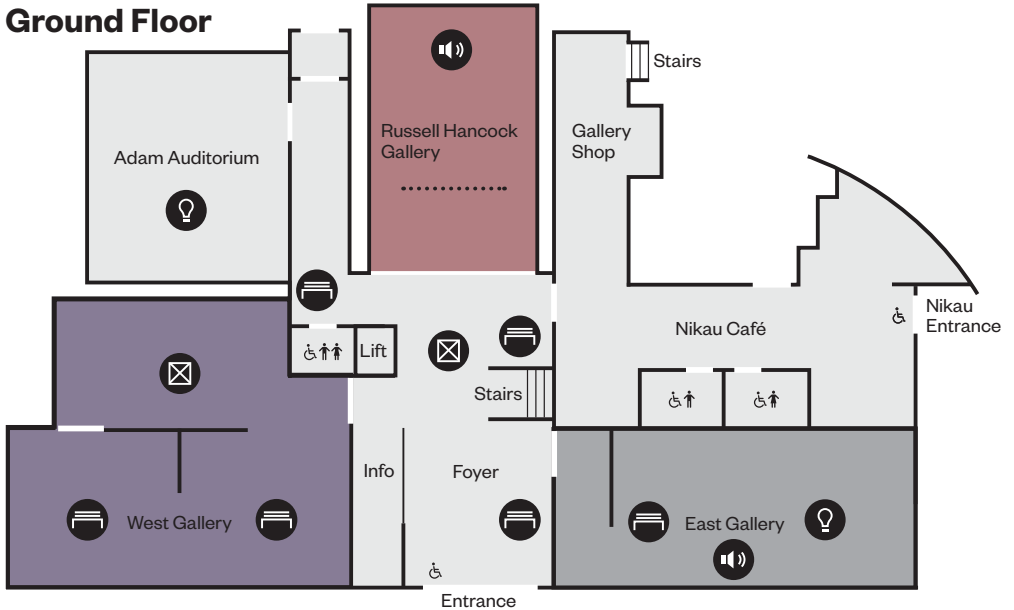 Ground Floor
Stairs
Russell Hancock
Gallery
Gallery
Shop
Adam Auditorium
Nikau
Entrance
Nikau Café
Lift
Stairs
Info
Foyer
West Gallery
East Gallery
Entrance